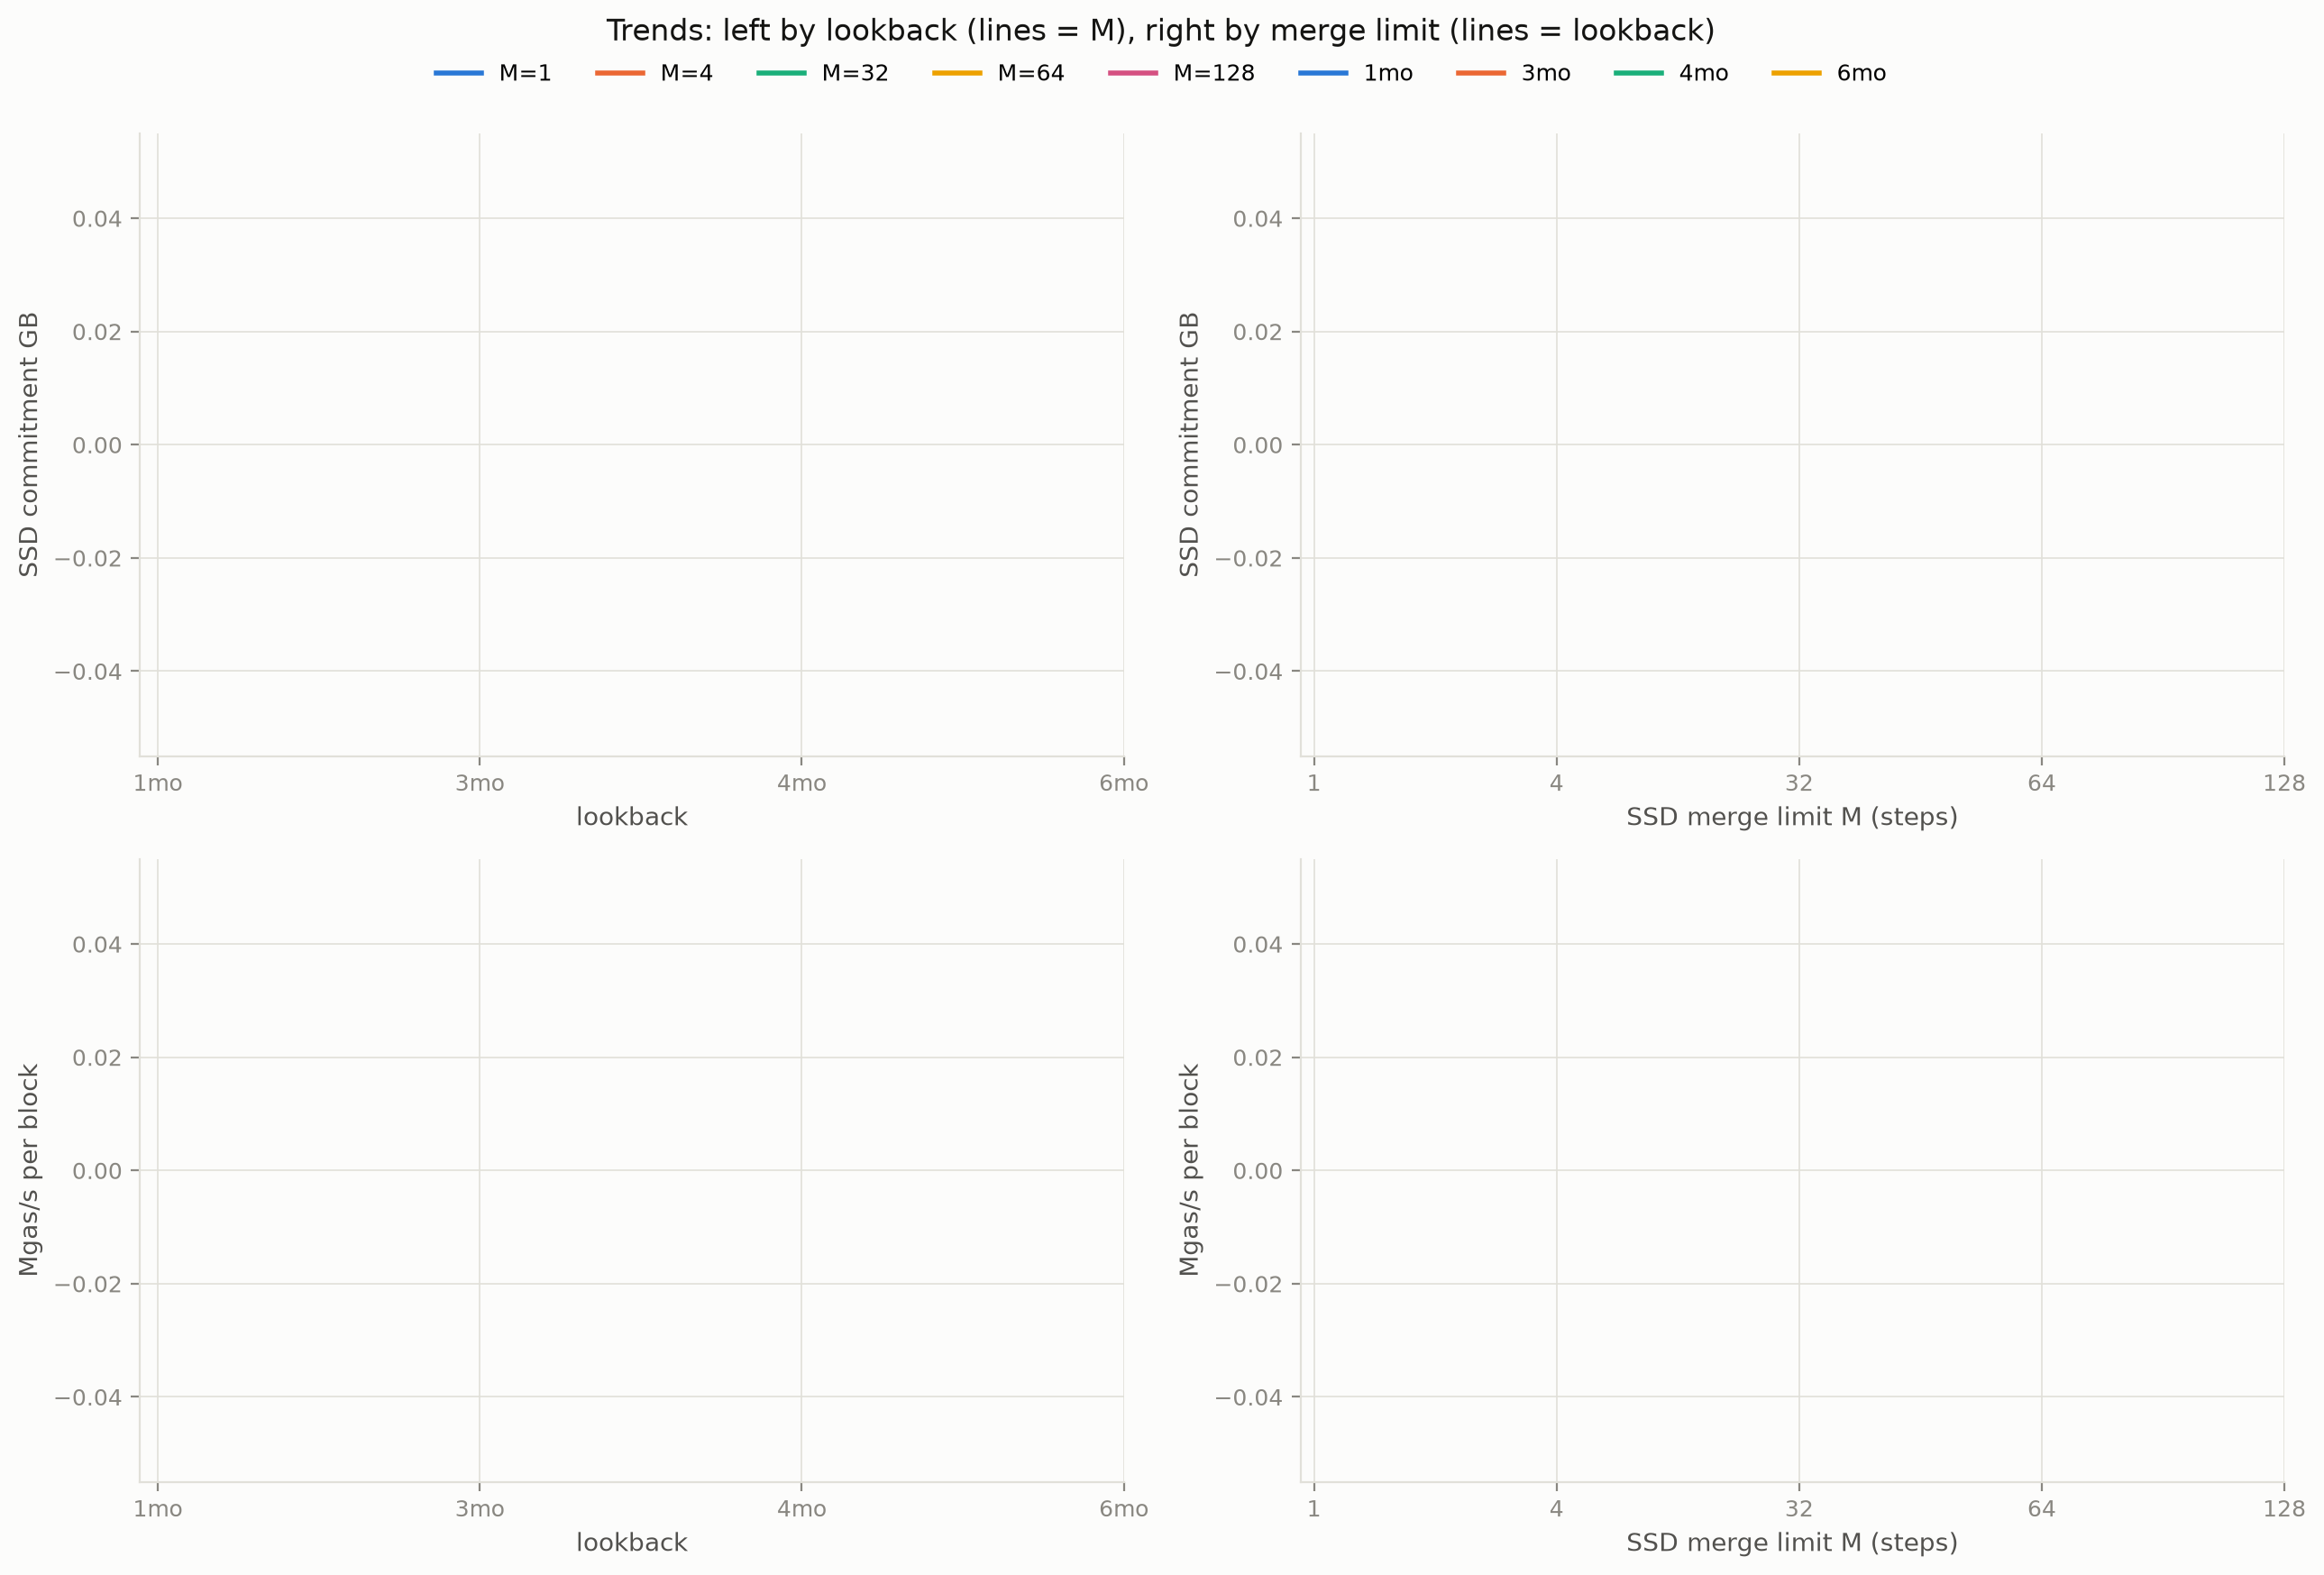 Trends: left by lookback (lines = M), right by merge limit (lines = lookback)
M=1 M=4 M=32 M=64 M=128 1mo 3mo 4mo 6mo
SSD commitment GB
0.04
0.02
0.00
−0.02
−0.04
1mo 3mo 4mo 6mo
lookback
SSD commitment GB
0.04
0.02
0.00
−0.02
−0.04
1 4 32 64 128
SSD merge limit M (steps)
Mgas/s per block
0.04
0.02
0.00
−0.02
−0.04
1mo 3mo 4mo 6mo
lookback
Mgas/s per block
0.04
0.02
0.00
−0.02
−0.04
1 4 32 64 128
SSD merge limit M (steps)